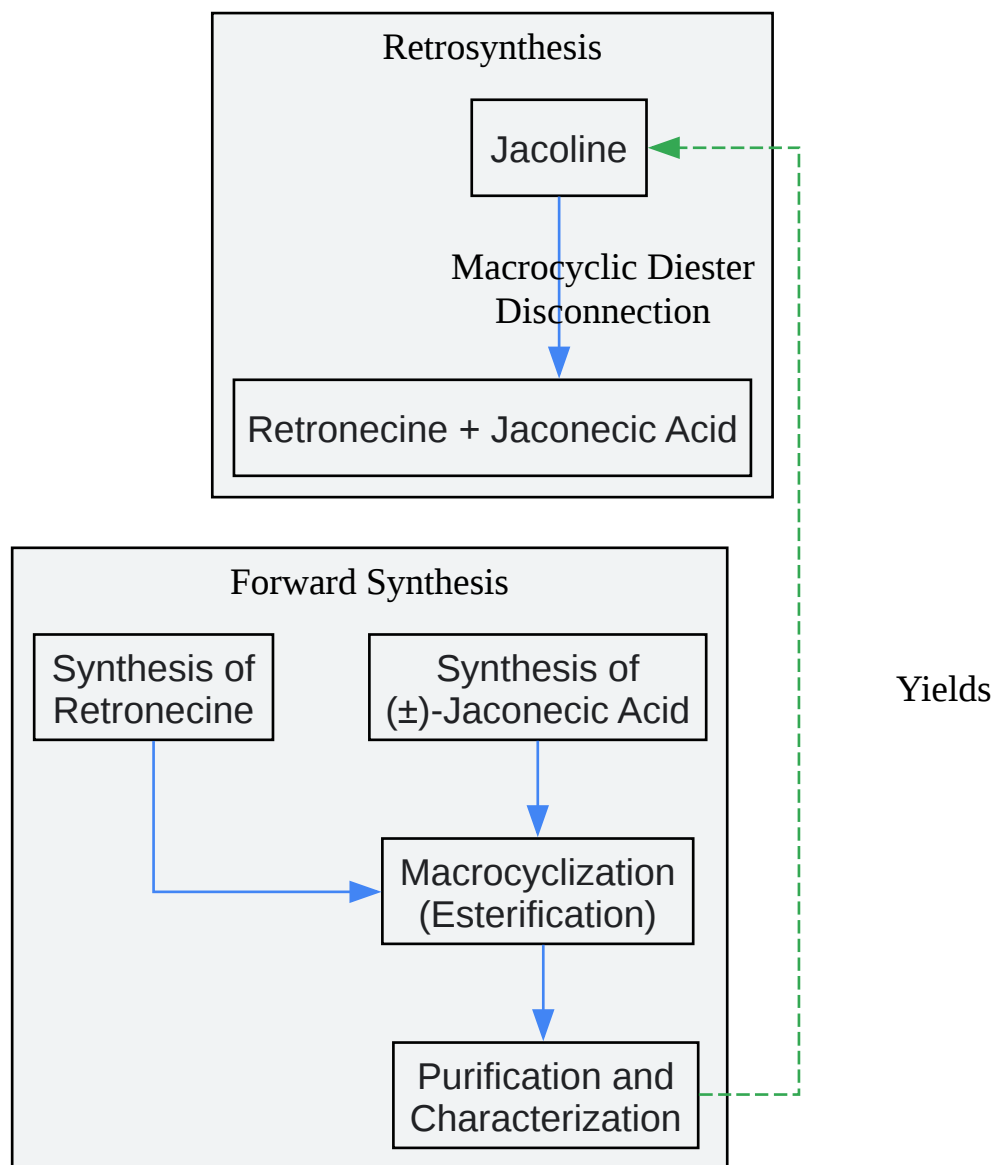 Retrosynthesis
Jacoline
Macrocyclic Diester
Disconnection
Retronecine + Jaconecic Acid
Forward Synthesis
Synthesis of
Retronecine
Synthesis of
(±)-Jaconecic Acid
Yields
Macrocyclization
(Esterification)
Purification and
Characterization